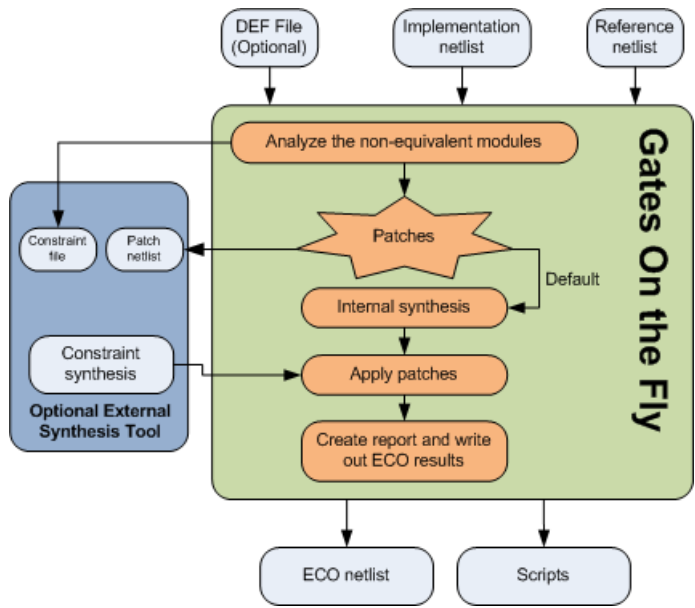 DEF File
(Optional)
Implementation
netlist
Reference
netlist
Analyze the non-equivalent modules
Gates On the Fly
Patches
Constraint
file
Patch
netlist
Default
Internal synthesis
Constraint
synthesis
Apply patches
Optional External
Synthesis Tool
Create report and write
out ECO results
ECO netlist
Scripts